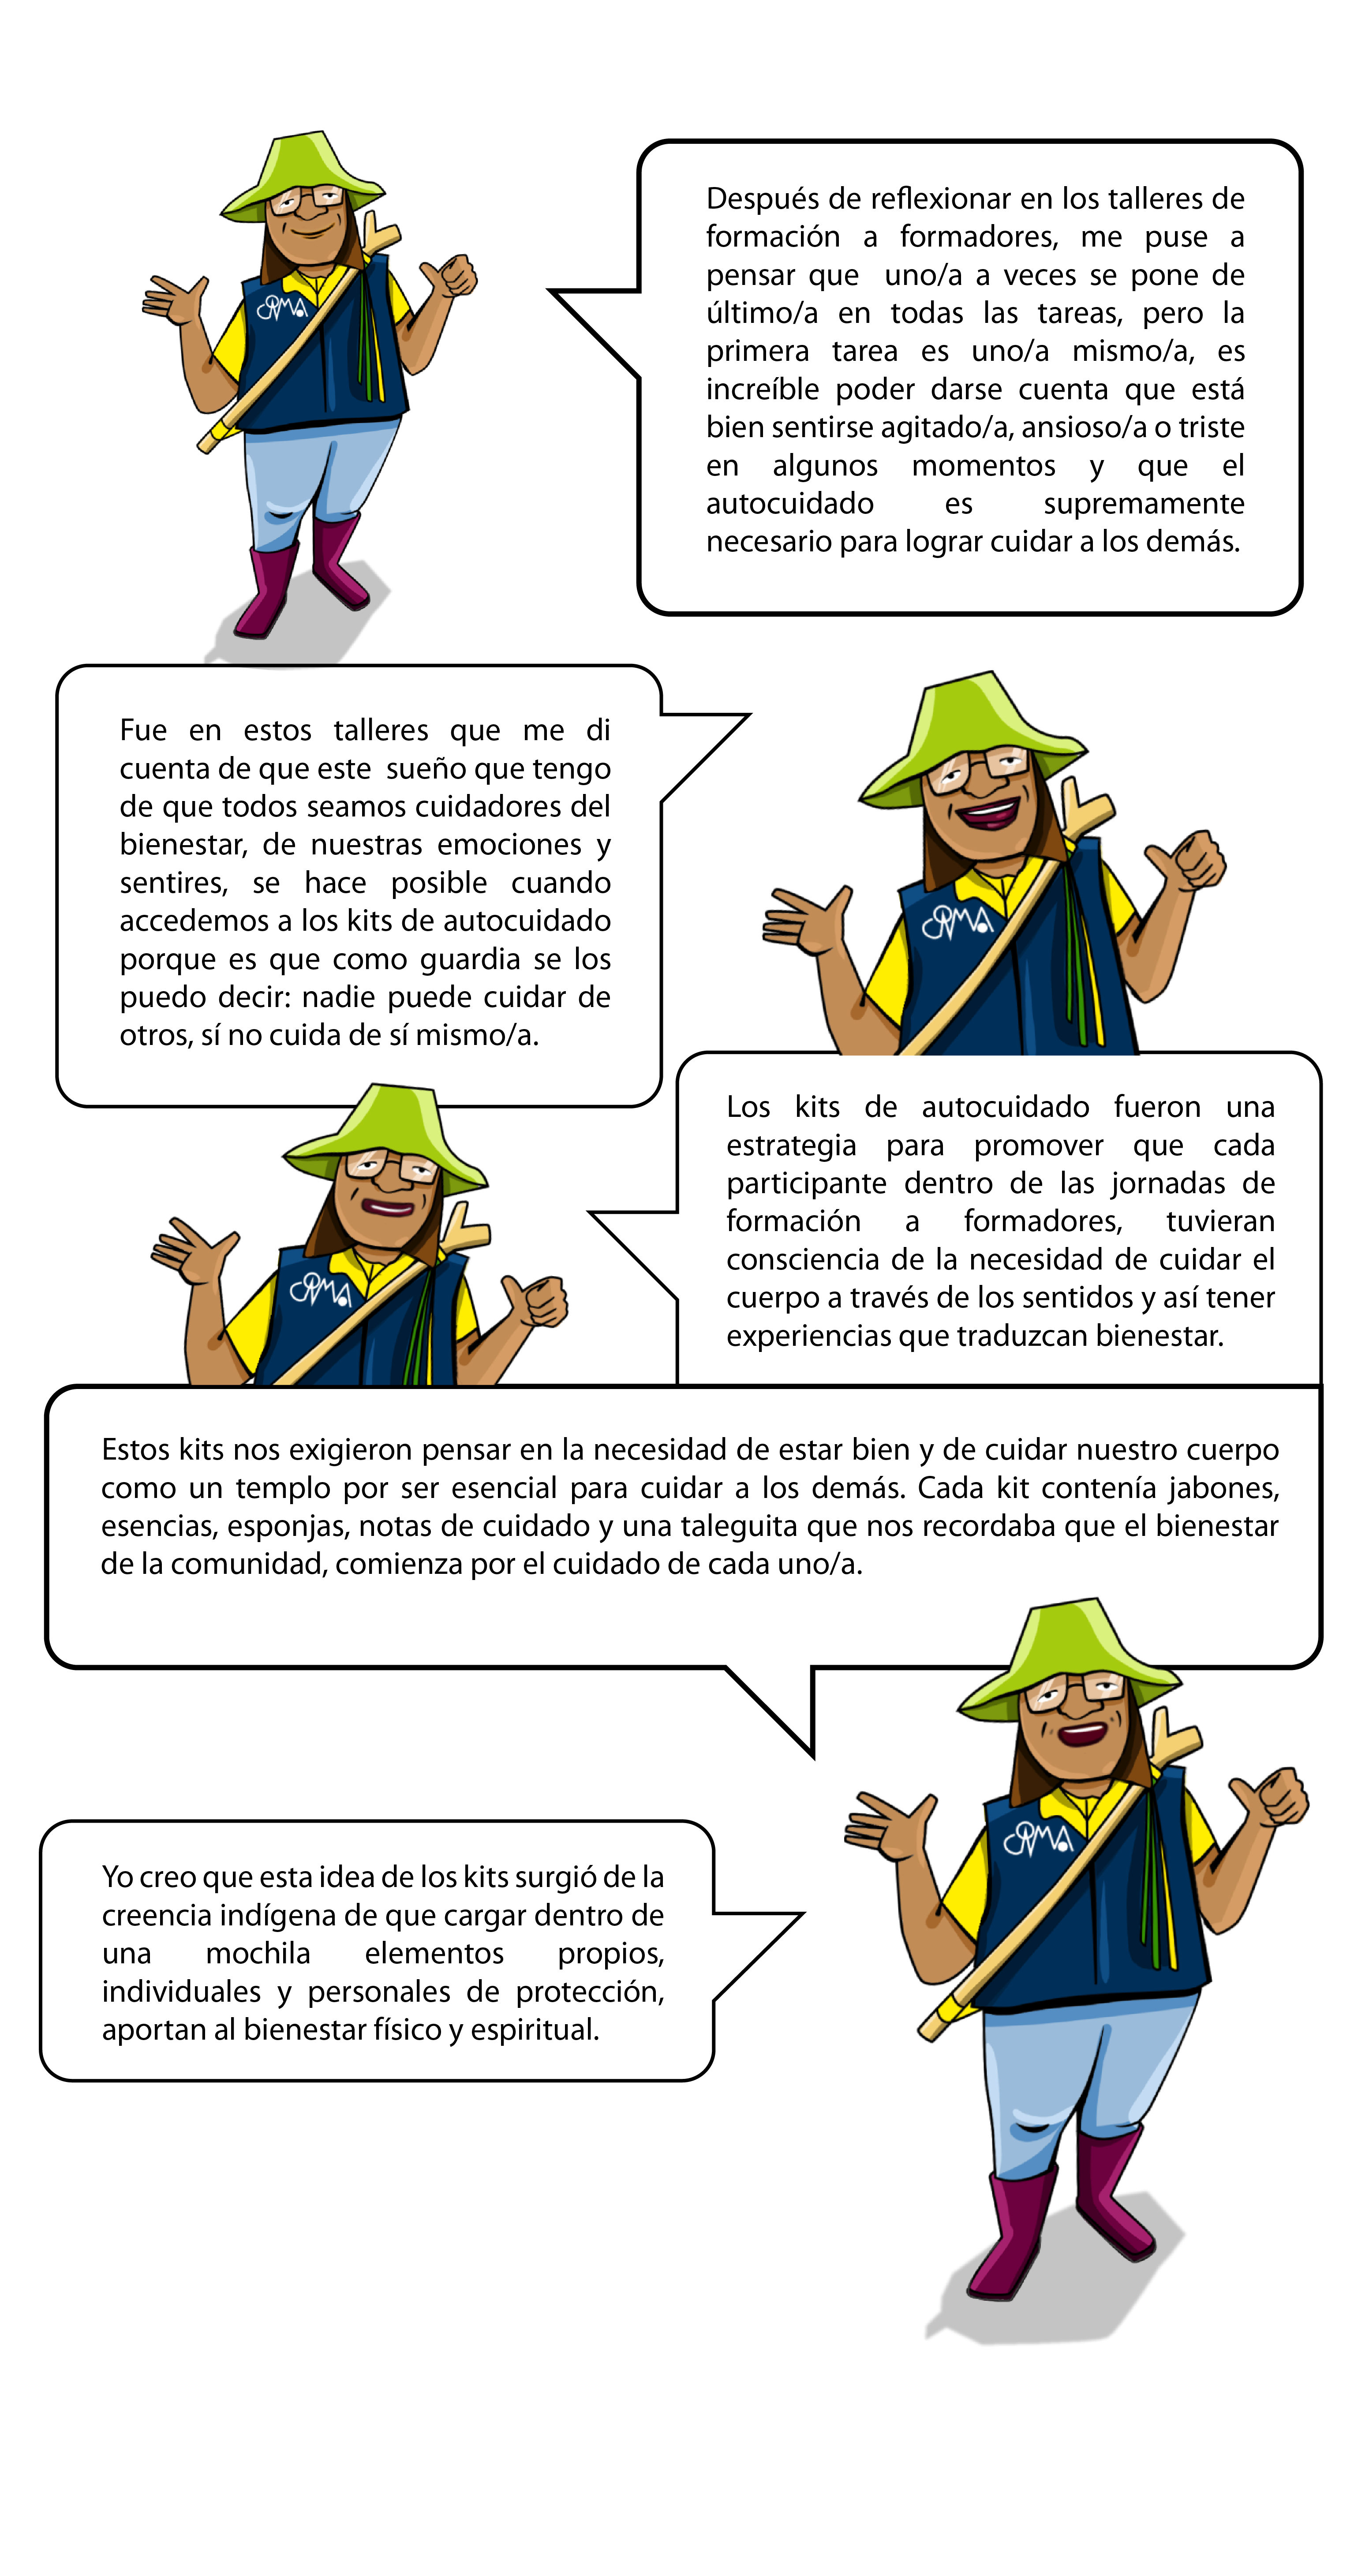 Después de reflexionar en los talleres de
formación a formadores, me puse a
pensar que uno/a a veces se pone de
último/a en todas las tareas, pero la
primera tarea es uno/a mismo/a, es
increíble poder darse cuenta que está
bien sentirse agitado/a, ansioso/a o triste
en algunos momentos y que el
autocuidado es supremamente
necesario para lograr cuidar a los demás.
Fue en estos talleres que me di
cuenta de que este sueño que tengo
de que todos seamos cuidadores del
bienestar, de nuestras emociones y
sentires, se hace posible cuando
accedemos a los kits de autocuidado
porque es que como guardia se los
puedo decir: nadie puede cuidar de
otros, sí no cuida de sí mismo/a.
Los kits de autocuidado fueron una
estrategia para promover que cada
participante dentro de las jornadas de
formación a formadores, tuvieran
consciencia de la necesidad de cuidar el
cuerpo a través de los sentidos y así tener
experiencias que traduzcan bienestar.
Estos kits nos exigieron pensar en la necesidad de estar bien y de cuidar nuestro cuerpo
como un templo por ser esencial para cuidar a los demás. Cada kit contenía jabones,
esencias, esponjas, notas de cuidado y una taleguita que nos recordaba que el bienestar
de la comunidad, comienza por el cuidado de cada uno/a.
Yo creo que esta idea de los kits surgió de la
creencia indígena de que cargar dentro de
una mochila elementos propios,
individuales y personales de protección,
aportan al bienestar físico y espiritual.